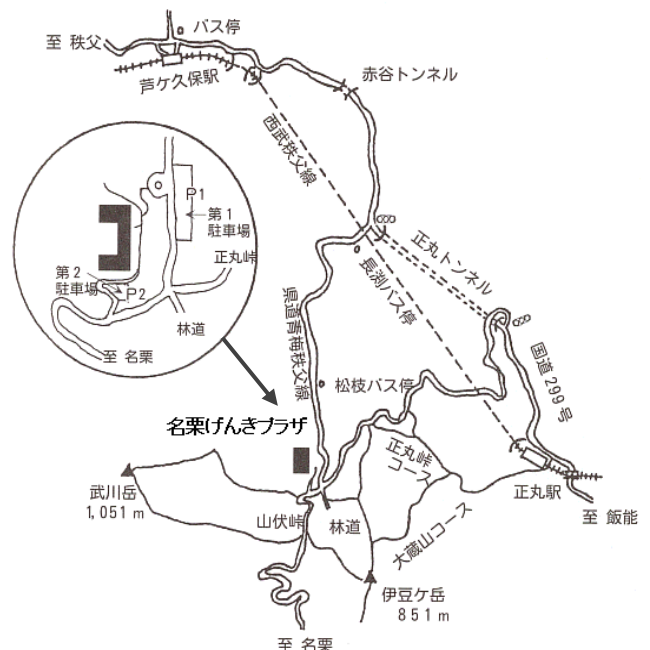 バス停
至 秩父
芦ケ久保駅
赤谷トンネル
西武秩父線
P1
第1
駐車場
正丸峠
第2
駐車場
P2
林道
至 名栗
正丸トンネル
長渕バス停
県道青梅秩父線
国道299号
松枝バス停
名栗げんきプラザ
正丸峠
コース
武川岳
1,051m
山伏峠
林道
大蔵山コース
正丸駅
至 飯能
伊豆ケ岳
851m
至 名栗